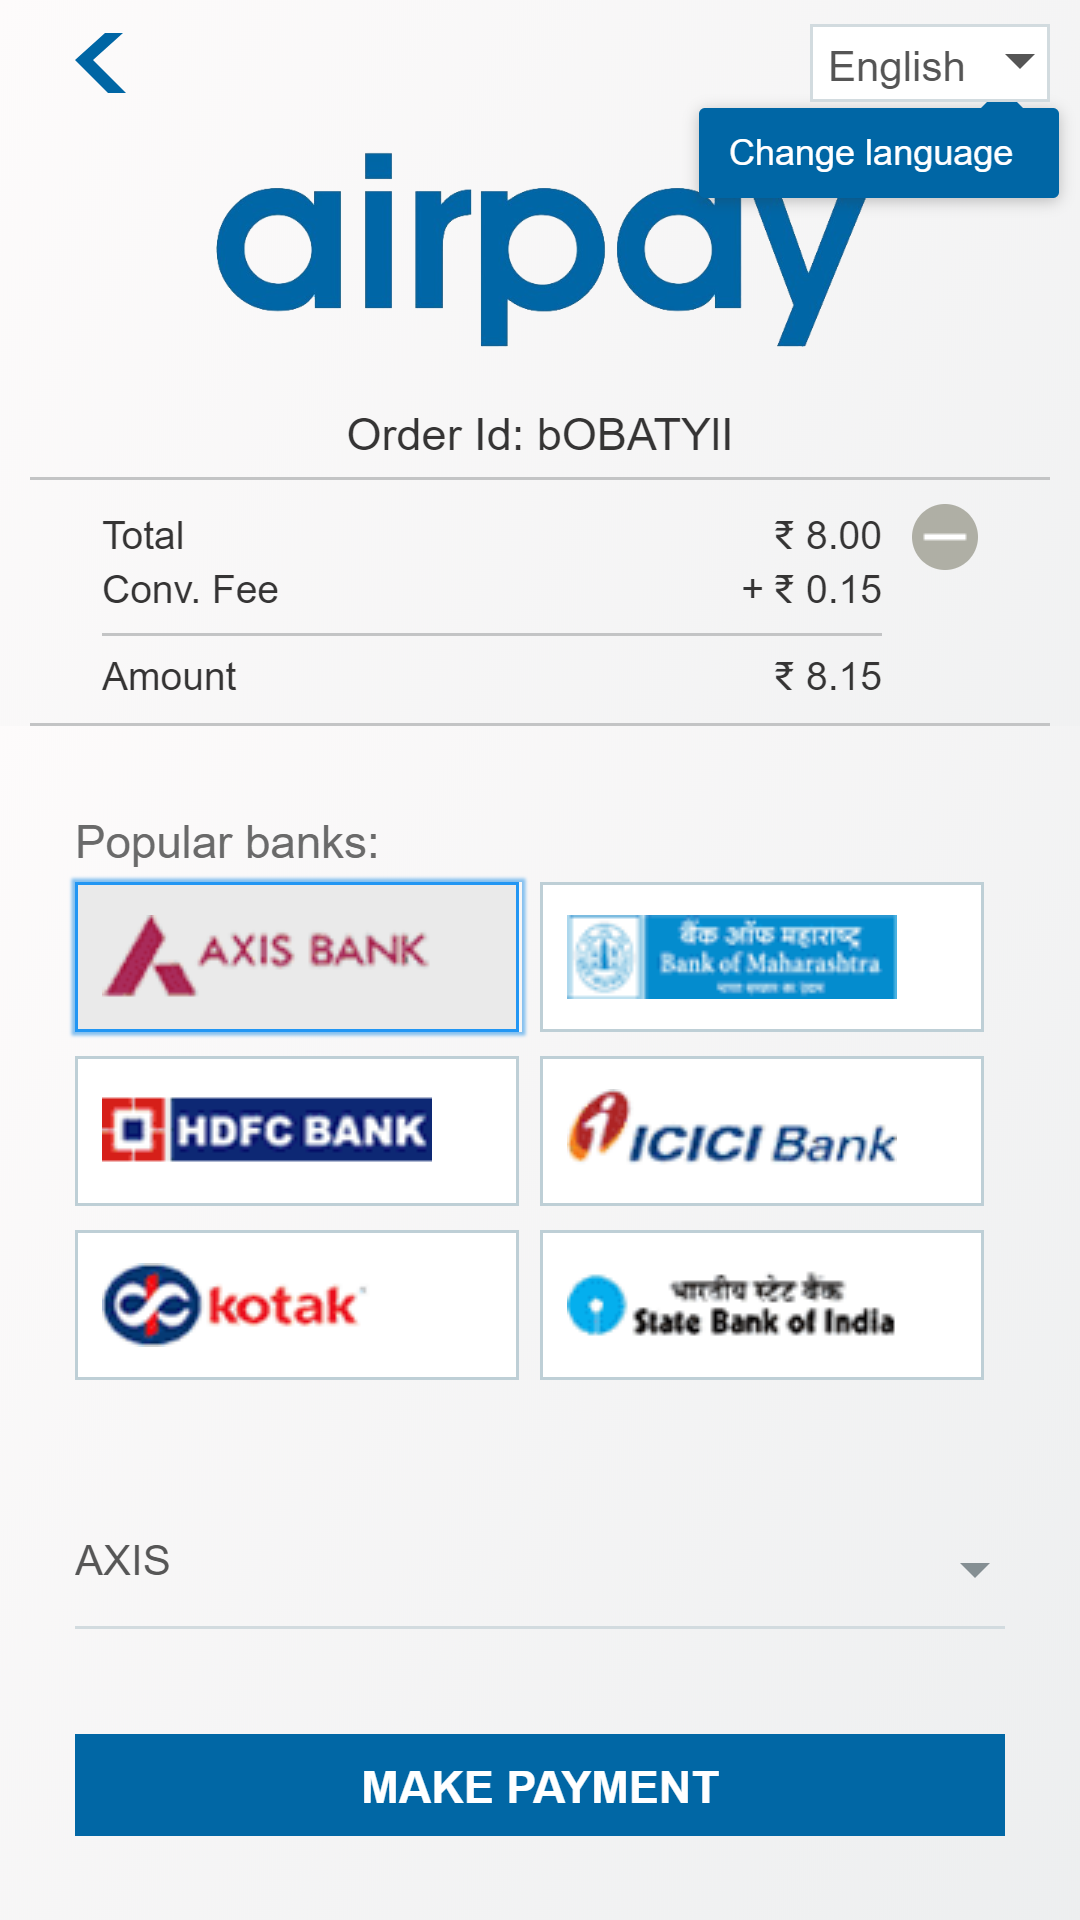 English
Change language
airpay
Order Id: bOBATYII
Total ₹ 8.00
Conv. Fee + ₹ 0.15
Amount ₹ 8.15
Popular banks:
AXIS BANK
बैंक ऑफ महाराष्ट्र
Bank of Maharashtra
HDFC BANK
ICICI Bank
kotak
भारतीय स्टेट बैंक
State Bank of India
AXIS
MAKE PAYMENT